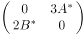 ( 0 3A* )
( 2B* 0 )